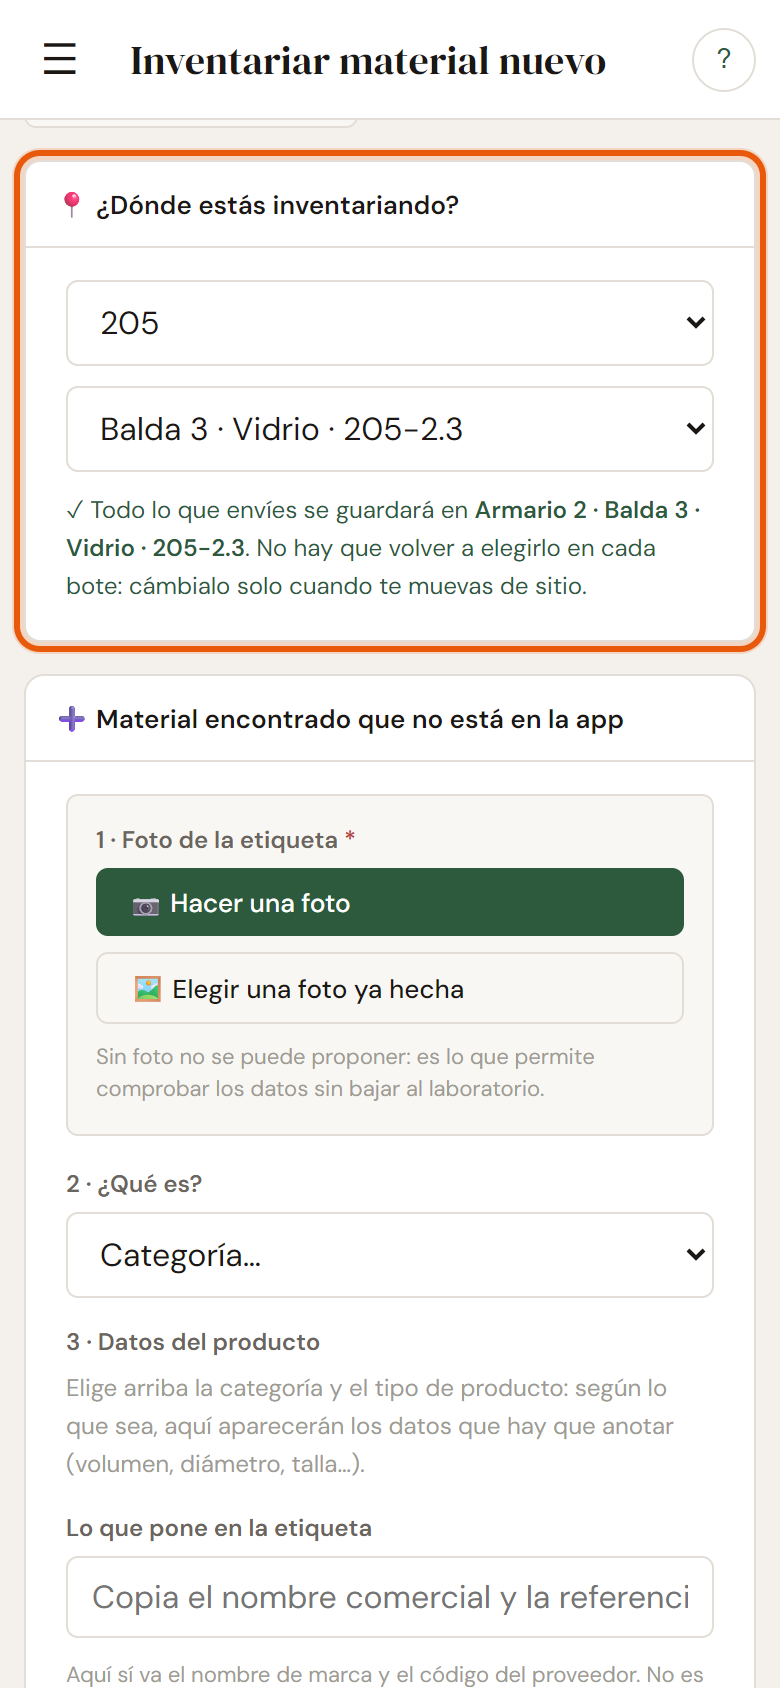 Inventariar material nuevo
?
¿Dónde estás inventariando?
205
Balda 3 · Vidrio · 205-2.3
✓ Todo lo que envíes se guardará en Armario 2 · Balda 3 ·
Vidrio · 205-2.3. No hay que volver a elegirlo en cada
bote: cámbialo solo cuando te muevas de sitio.
Material encontrado que no está en la app
1 · Foto de la etiqueta *
Hacer una foto
Elegir una foto ya hecha
Sin foto no se puede proponer: es lo que permite
comprobar los datos sin bajar al laboratorio.
2 · ¿Qué es?
Categoría...
3 · Datos del producto
Elige arriba la categoría y el tipo de producto: según lo
que sea, aquí aparecerán los datos que hay que anotar
(volumen, diámetro, talla...).
Lo que pone en la etiqueta
Copia el nombre comercial y la referenci
Aquí sí va el nombre de marca y el código del proveedor. No es